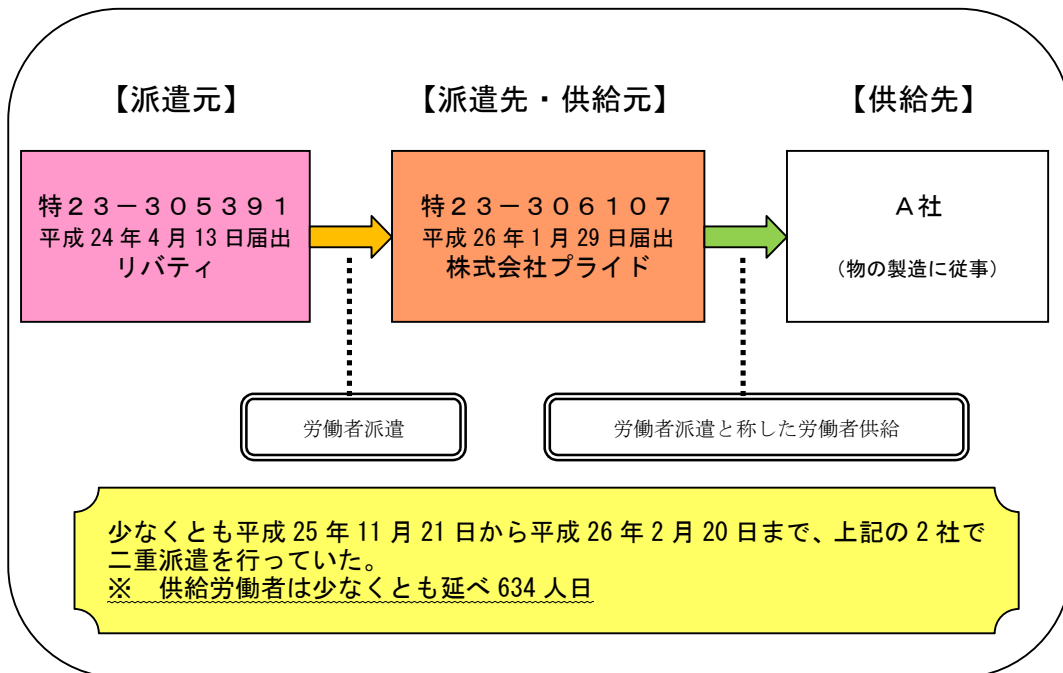 【派遣元】
【派遣先・供給元】
【供給先】
特23-305391
平成24年4月13日届出
リバティ
特23-306107
平成26年1月29日届出
株式会社プライド
A社
(物の製造に従事)
労働者派遣
労働者派遣と称した労働者供給
少なくとも平成25年11月21日から平成26年2月20日まで、上記の2社で
二重派遣を行っていた。
※ 供給労働者は少なくとも延べ634人日